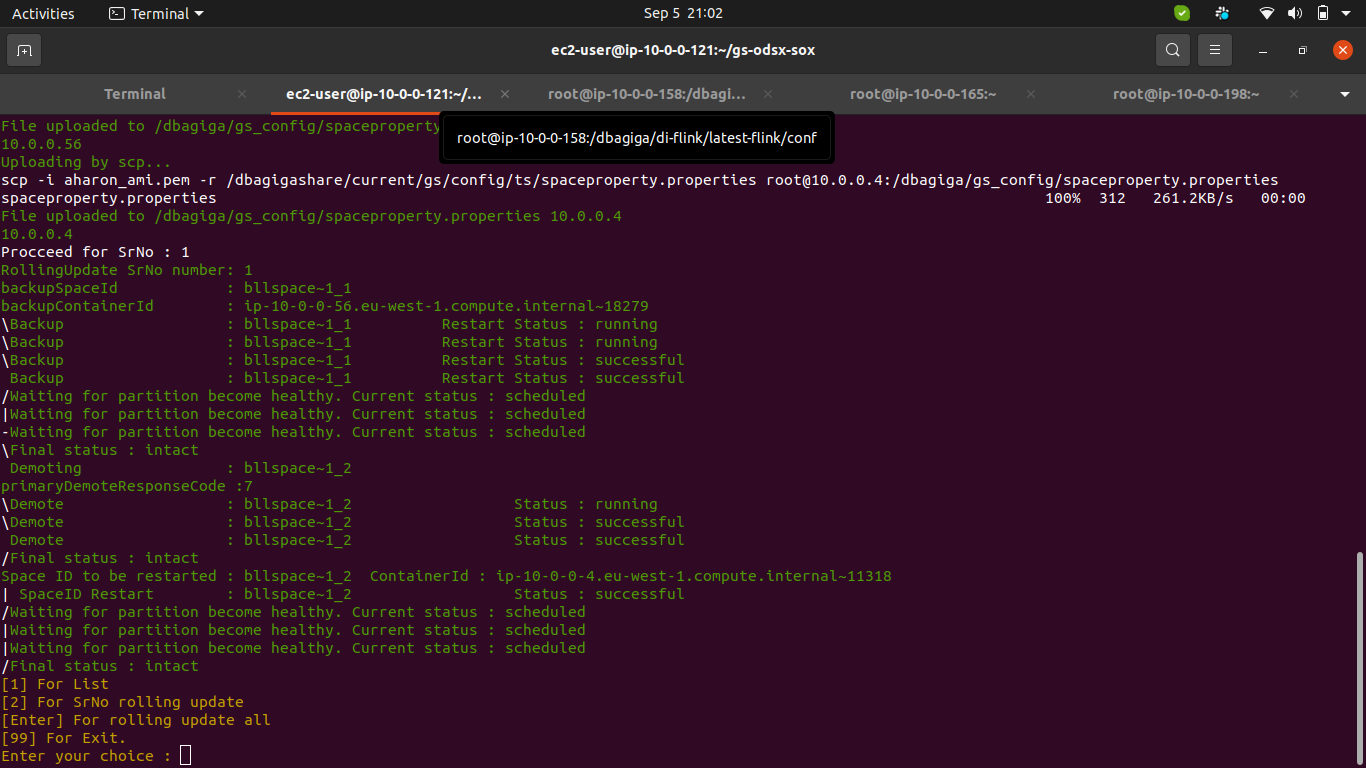 Activities Terminal Sep 5 21:02
ec2-user@ip-10-0-0-121:~/gs-odsx-sox
Terminal ec2-user@ip-10-0-0-121:~/... root@ip-10-0-0-158:/dbagi... root@ip-10-0-0-165:~ root@ip-10-0-0-198:~
File uploaded to /dbagiga/gs_config/spaceproperty
root@ip-10-0-0-158:/dbagiga/di-flink/latest-flink/conf
10.0.0.56
Uploading by scp...
scp -i aharon_ami.pem -r /dbagigashare/current/gs/config/ts/spaceproperty.properties root@10.0.0.4:/dbagiga/gs_config/spaceproperty.properties
spaceproperty.properties 100% 312 261.2KB/s 00:00
File uploaded to /dbagiga/gs_config/spaceproperty.properties 10.0.0.4
10.0.0.4
Procceed for SrNo : 1
RollingUpdate SrNo number: 1
backupSpaceId : bllspace~1_1
backupContainerId : ip-10-0-0-56.eu-west-1.compute.internal~18279
\Backup : bllspace~1_1 Restart Status : running
\Backup : bllspace~1_1 Restart Status : running
\Backup : bllspace~1_1 Restart Status : successful
Backup : bllspace~1_1 Restart Status : successful
/Waiting for partition become healthy. Current status : scheduled
|Waiting for partition become healthy. Current status : scheduled
-Waiting for partition become healthy. Current status : scheduled
\Final status : intact
Demoting : bllspace~1_2
primaryDemoteResponseCode :7
\Demote : bllspace~1_2 Status : running
\Demote : bllspace~1_2 Status : successful
Demote : bllspace~1_2 Status : successful
/Final status : intact
Space ID to be restarted : bllspace~1_2 ContainerId : ip-10-0-0-4.eu-west-1.compute.internal~11318
| SpaceID Restart : bllspace~1_2 Status : successful
/Waiting for partition become healthy. Current status : scheduled
|Waiting for partition become healthy. Current status : scheduled
|Waiting for partition become healthy. Current status : scheduled
/Final status : intact
[1] For List
[2] For SrNo rolling update
[Enter] For rolling update all
[99] For Exit.
Enter your choice :